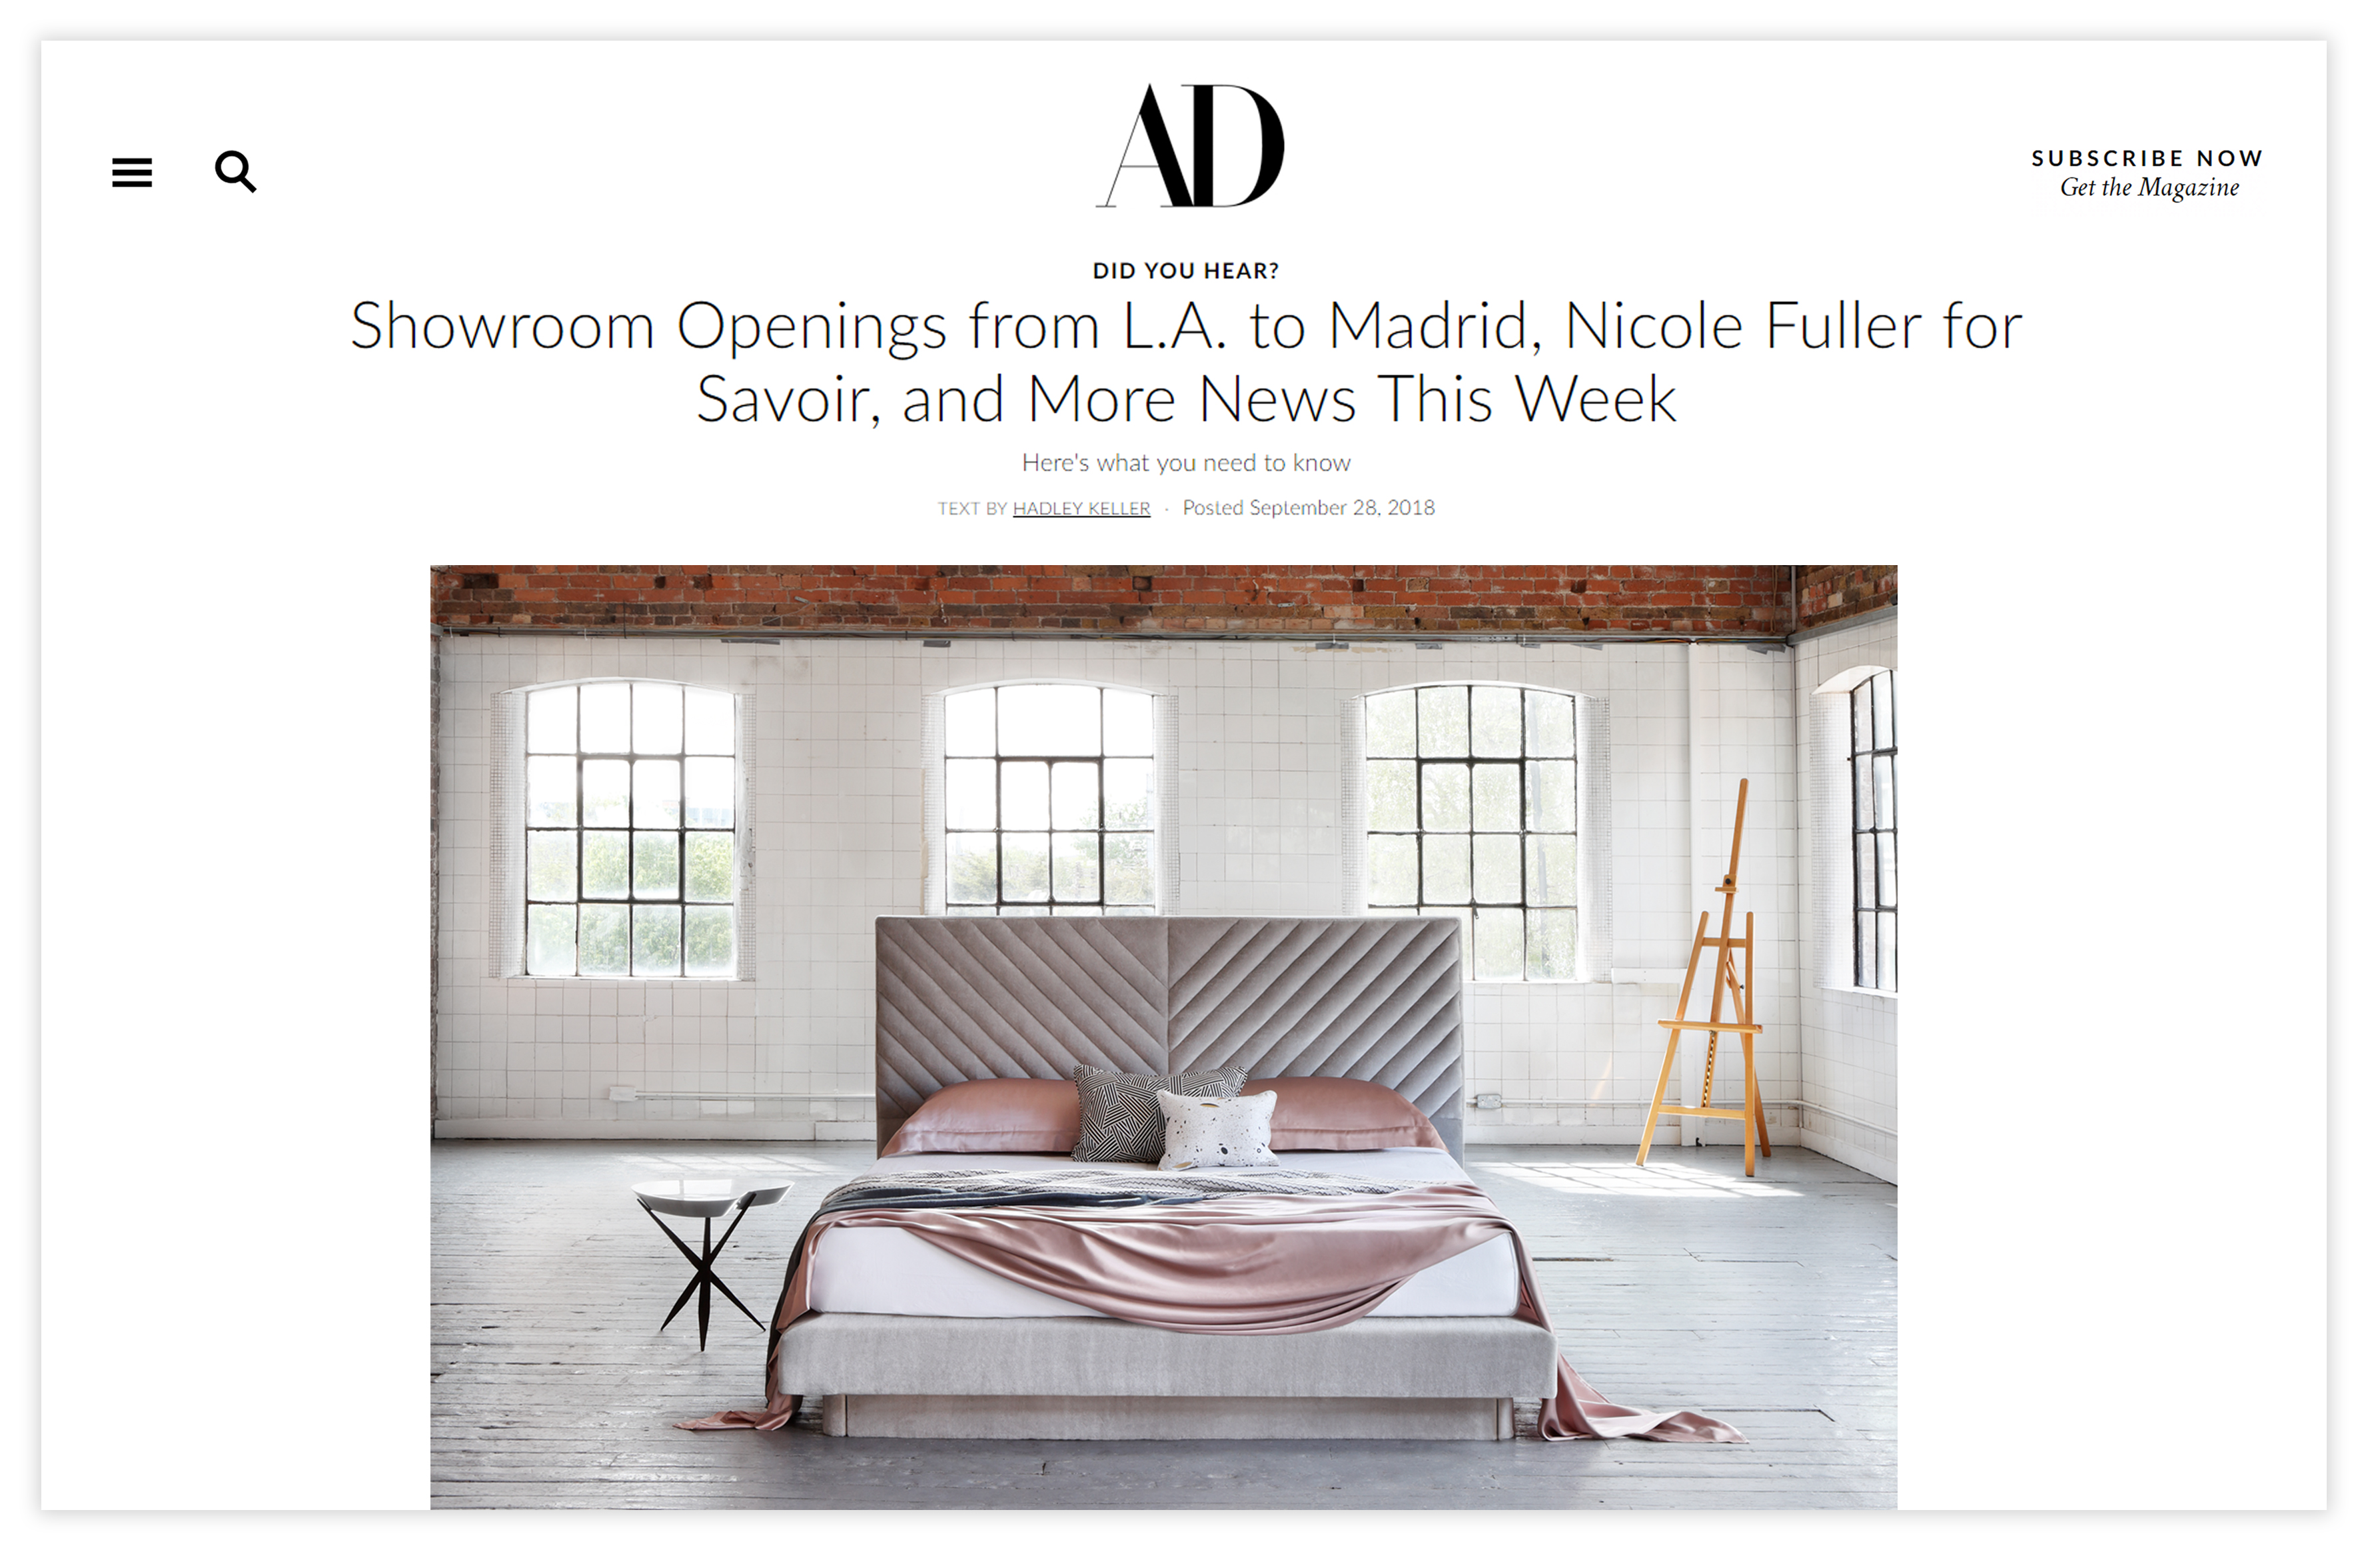 AD
SUBSCRIBE NOW
Get the Magazine
DID YOU HEAR?
Showroom Openings from L.A. to Madrid, Nicole Fuller for
Savoir, and More News This Week
Here's what you need to know
TEXT BY HADLEY KELLER · Posted September 28, 2018